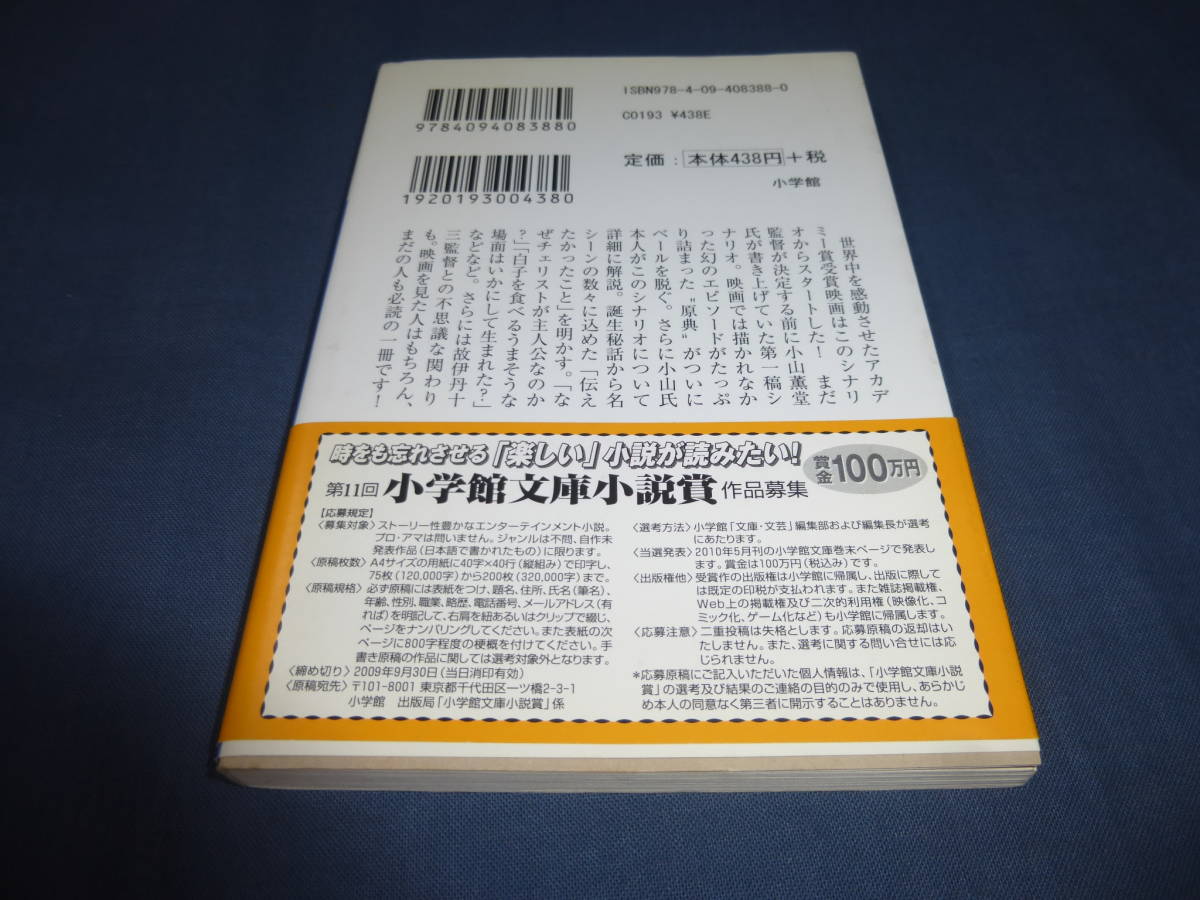 ISBN978-4-09-408388-0
C0193 ¥438E
9784094083880
定価：本体438円＋税
1920193004380
小学館
世界中を感動させたアカデ
ミー賞受賞映画はこのシナリ
オからスタートした！ まだ
監督が決定する前に小山薫堂
氏が書き上げていた第一稿シ
ナリオ。映画では描かれなか
った幻のエピソードがたっぷ
り詰まった“原典”がついに
ベールを脱ぐ。さらに小山氏
本人がこのシナリオについて
詳細に解説。誕生秘話から名
シーンの数々に込めた「伝え
たかったこと」を明かす。「な
ぜチェリストが主人公なのか
？」「白子を食べるうまそうな
場面はいかにして生まれた？」
などなど。さらには故伊丹十
三監督との不思議な関わり
も。映画を見た人はもちろん、
まだの人も必読の一冊です！
時をも忘れさせる「楽しい」小説が読みたい！
第11回 小学館文庫小説賞 作品募集
賞金100万円
【応募規定】
〈募集対象〉ストーリー性豊かなエンターテインメント小説。
プロ・アマは問いません。ジャンルは不問、自作未
発表作品（日本語で書かれたもの）に限ります。
〈原稿枚数〉A4サイズの用紙に40字×40行（縦組み）で印字し、
75枚（120,000字）から200枚（320,000字）まで。
〈原稿規格〉必ず原稿には表紙をつけ、題名、住所、氏名（筆名）、
年齢、性別、職業、略歴、電話番号、メールアドレス（有
れば）を明記して、右肩を紐あるいはクリップで綴じ、
ページをナンバリングしてください。また表紙の次
ページに800字程度の梗概を付けてください。手
書き原稿の作品に関しては選考対象外となります。
〈締め切り〉2009年9月30日（当日消印有効）
〈原稿宛先〉〒101-8001 東京都千代田区一ツ橋2-3-1
小学館 出版局「小学館文庫小説賞」係
〈選考方法〉小学館「文庫・文芸」編集部および編集長が選考
にあたります。
〈当選発表〉2010年5月刊の小学館文庫巻末ページで発表し
ます。賞金は100万円（税込み）です。
〈出版権他〉受賞作の出版権は小学館に帰属し、出版に際して
は既定の印税が支払われます。また雑誌掲載権、
Web上の掲載権及び二次的利用権（映像化、コ
ミック化、ゲーム化など）も小学館に帰属します。
〈応募注意〉二重投稿は失格とします。応募原稿の返却はい
たしません。また、選考に関する問い合せには応
じられません。
＊応募原稿にご記入いただいた個人情報は、「小学館文庫小説
賞」の選考及び結果のご連絡の目的のみで使用し、あらかじ
め本人の同意なく第三者に開示することはありません。